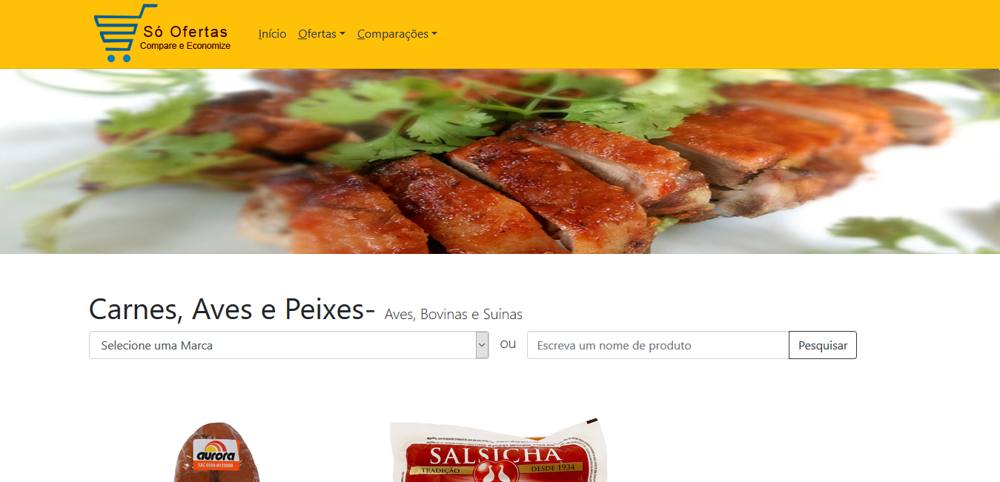 Só Ofertas
Compare e Economize
Início Ofertas Comparações
Carnes, Aves e Peixes- Aves, Bovinas e Suínas
Selecione uma Marca ou Escreva um nome de produto Pesquisar
aurora
SAC 0800-0113500
SALSICHA
TRADIÇÃO DESDE 1934